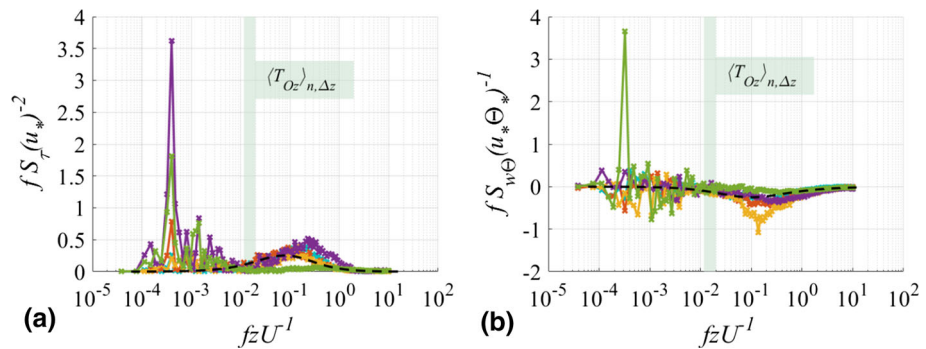 4
3.5
3
2.5
2
1.5
1
0.5
0
f S_τ(u_*)^-2
⟨T_Oz⟩_n,Δz
10^-5 10^-4 10^-3 10^-2 10^-1 10^0 10^1 10^2
(a)
fzU^-1
4
3
2
1
0
-1
-2
f S_wΘ(u_*Θ_*)^-1
⟨T_Oz⟩_n,Δz
10^-5 10^-4 10^-3 10^-2 10^-1 10^0 10^1 10^2
(b)
fzU^-1